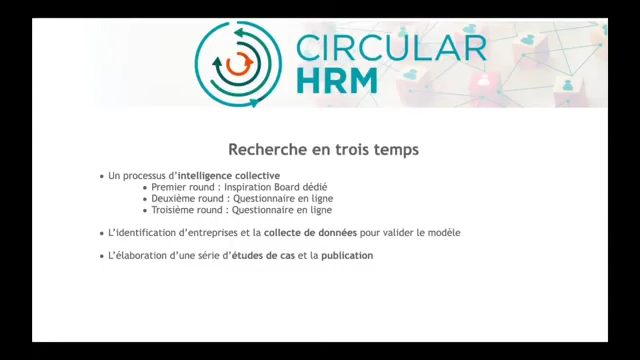 CIRCULAR
HRM
Recherche en trois temps
• Un processus d'intelligence collective
• Premier round : Inspiration Board dédié
• Deuxième round : Questionnaire en ligne
• Troisième round : Questionnaire en ligne
• L'identification d'entreprises et la collecte de données pour valider le modèle
• L'élaboration d'une série d'études de cas et la publication